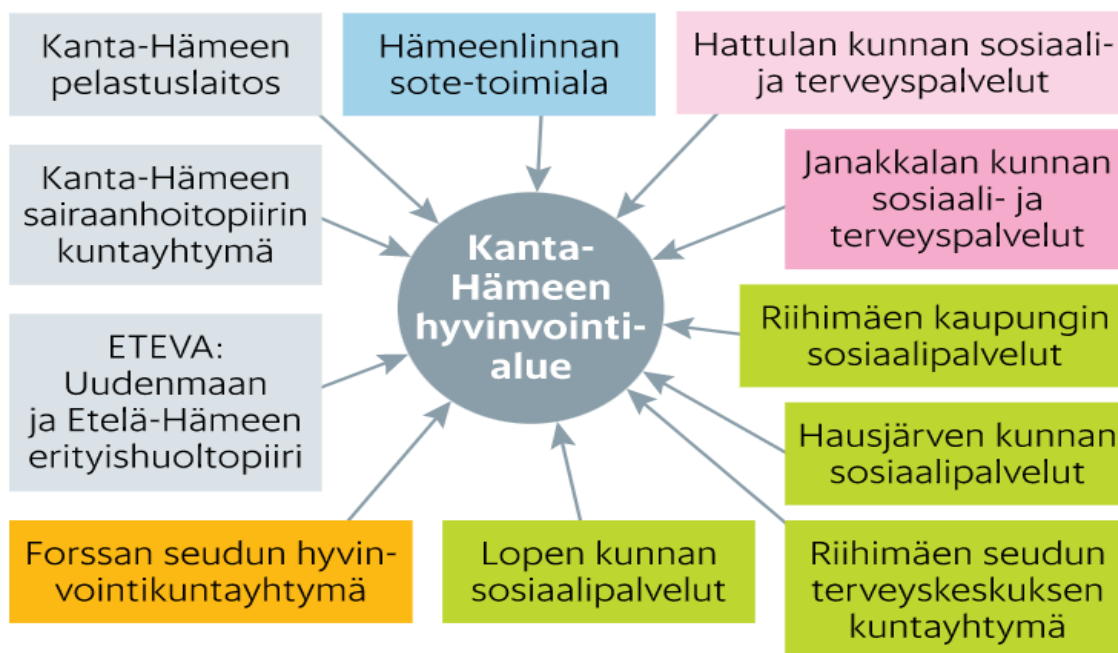 Kanta-Hämeen
pelastuslaitos
Hämeenlinnan
sote-toimiala
Hattulan kunnan sosiaali-
ja terveyspalvelut
Kanta-Hämeen
sairaanhoitopiirin
kuntayhtymä
Janakkalan kunnan
sosiaali- ja
terveyspalvelut
Kanta-
Hämeen
hyvinvointi-
alue
ETEVA:
Uudenmaan
ja Etelä-Hämeen
erityishuoltopiiri
Riihimäen kaupungin
sosiaalipalvelut
Hausjärven kunnan
sosiaalipalvelut
Forssan seudun hyvin-
vointikuntayhtymä
Lopen kunnan
sosiaalipalvelut
Riihimäen seudun
terveyskeskuksen
kuntayhtymä